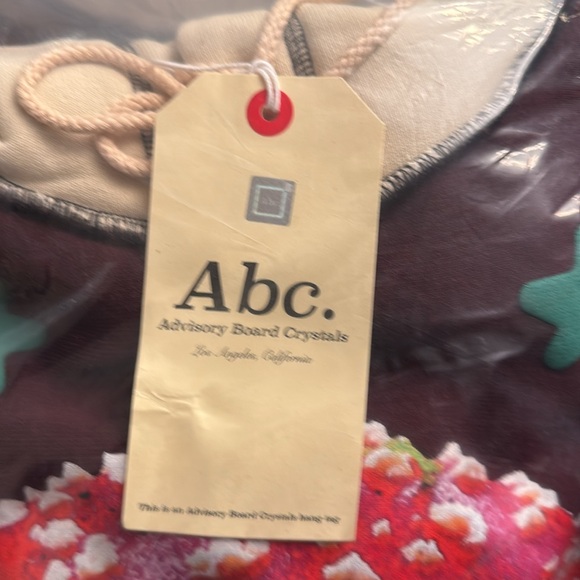 Abc.
Advisory Board Crystals
Los Angeles, California
This is an Advisory Board Crystals hang-tag